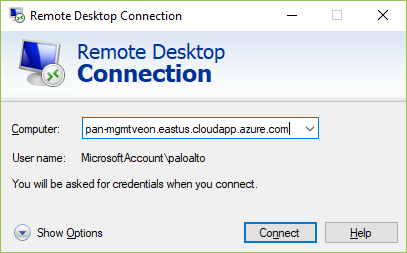 Remote Desktop Connection
Remote Desktop
Connection
Computer:
pan-mgmtveon.eastus.cloudapp.azure.com
User name:
MicrosoftAccount\paloalto
You will be asked for credentials when you connect.
Show Options
Connect
Help